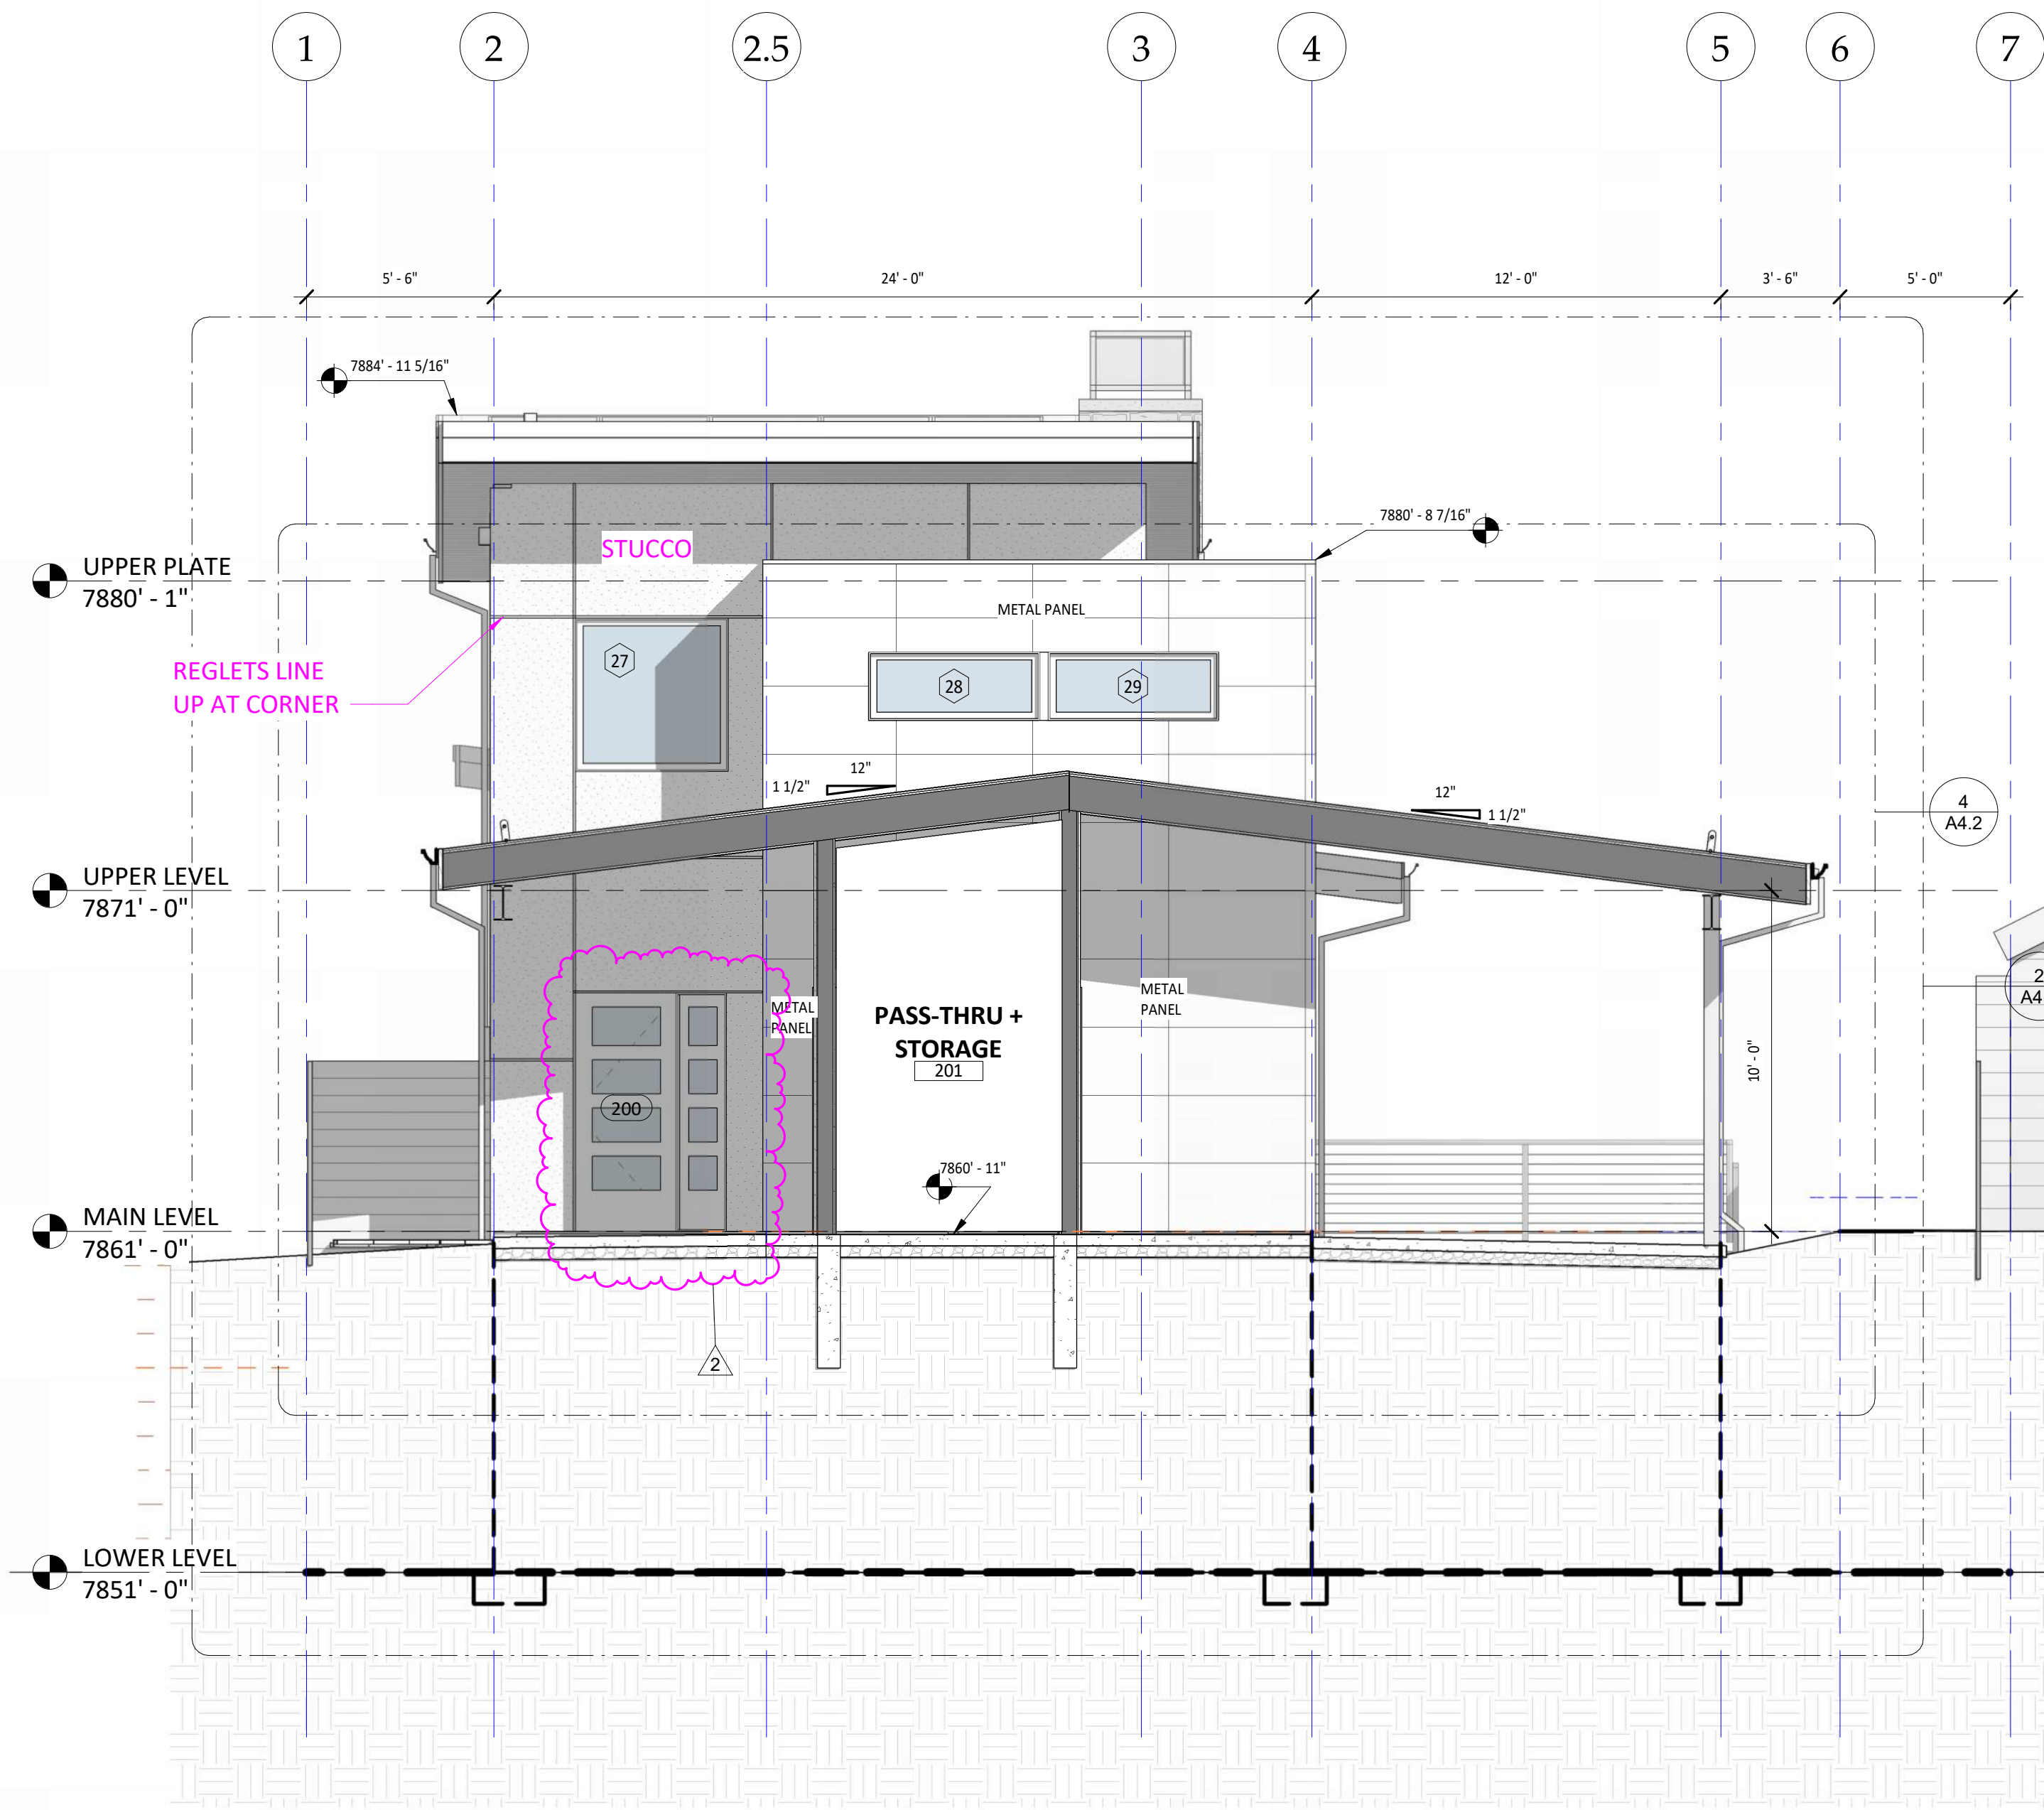 1
2
2.5
3
4
5
6
7
5' - 6"
24' - 0"
12' - 0"
3' - 6"
5' - 0"
7884' - 11 5/16"
7880' - 8 7/16"
STUCCO
UPPER PLATE
7880' - 1"
METAL PANEL
REGLETS LINE
UP AT CORNER
27
28
29
12"
1 1/2"
12"
1 1/2"
4
A4.2
UPPER LEVEL
7871' - 0"
2
A4
METAL
PANEL
METAL
PANEL
PASS-THRU +
STORAGE
201
10' - 0"
200
7860' - 11"
MAIN LEVEL
7861' - 0"
2
LOWER LEVEL
7851' - 0"